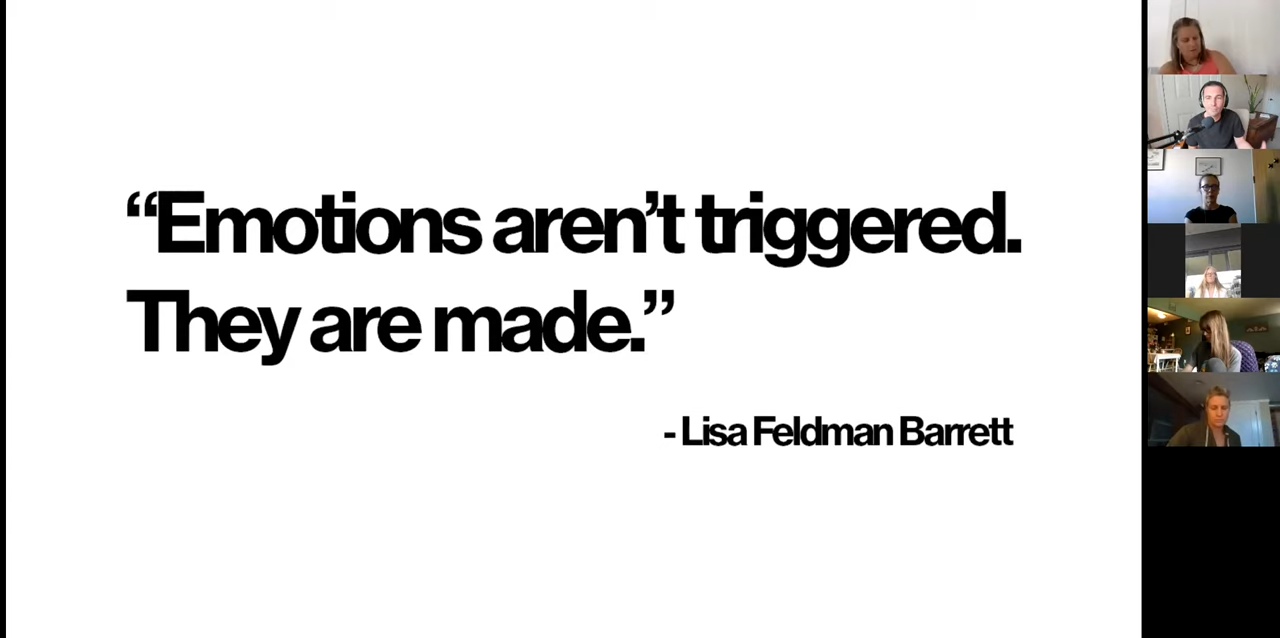 “Emotions aren’t triggered.
They are made.”
- Lisa Feldman Barrett